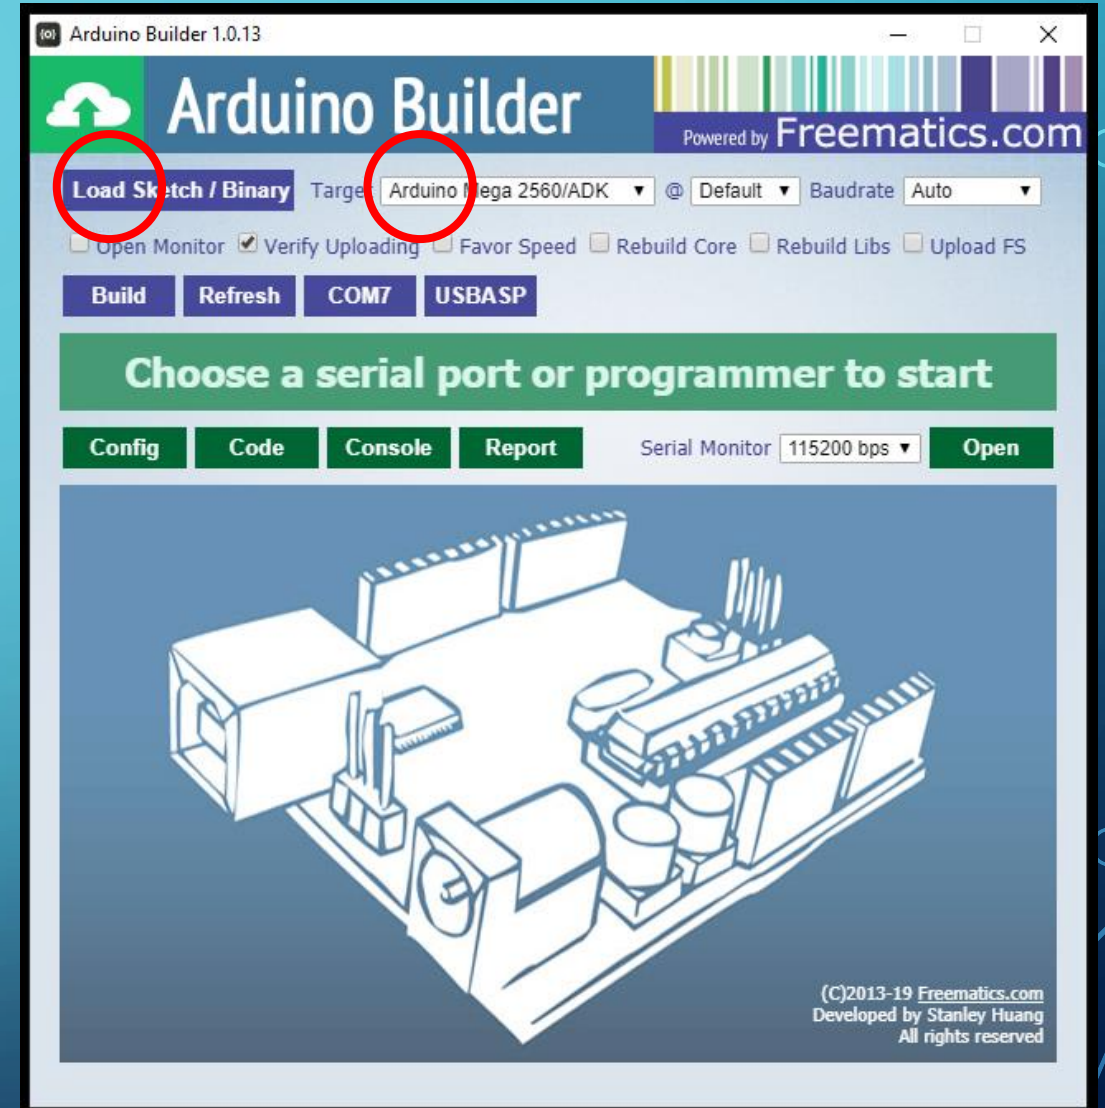 Arduino Builder 1.0.13
Arduino Builder
Powered by Freematics.com
Load Sketch / Binary Target Arduino Mega 2560/ADK @ Default Baudrate Auto
Open Monitor Verify Uploading Favor Speed Rebuild Core Rebuild Libs Upload FS
Build Refresh COM7 USBASP
Choose a serial port or programmer to start
Config Code Console Report Serial Monitor 115200 bps Open
(C)2013-19 Freematics.com
Developed by Stanley Huang
All rights reserved